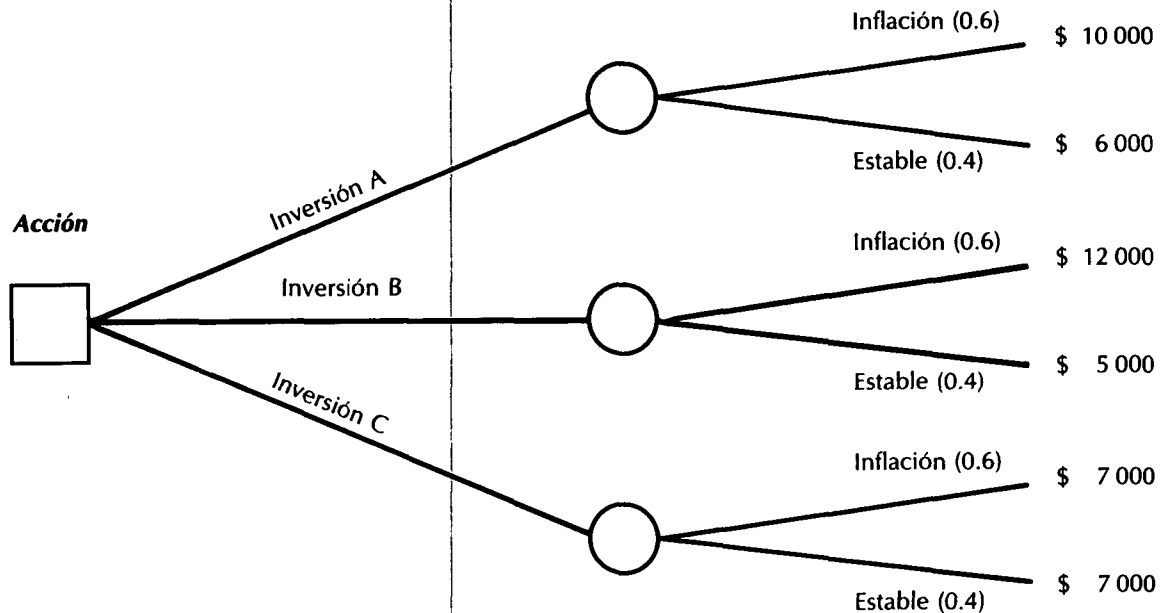 Inflación (0.6)
$ 10 000
$ 6 000
Estable (0.4)
Inversión A
Acción
Inflación (0.6)
$ 12 000
Inversión B
$ 5 000
Estable (0.4)
Inversión C
Inflación (0.6)
$ 7 000
$ 7 000
Estable (0.4)